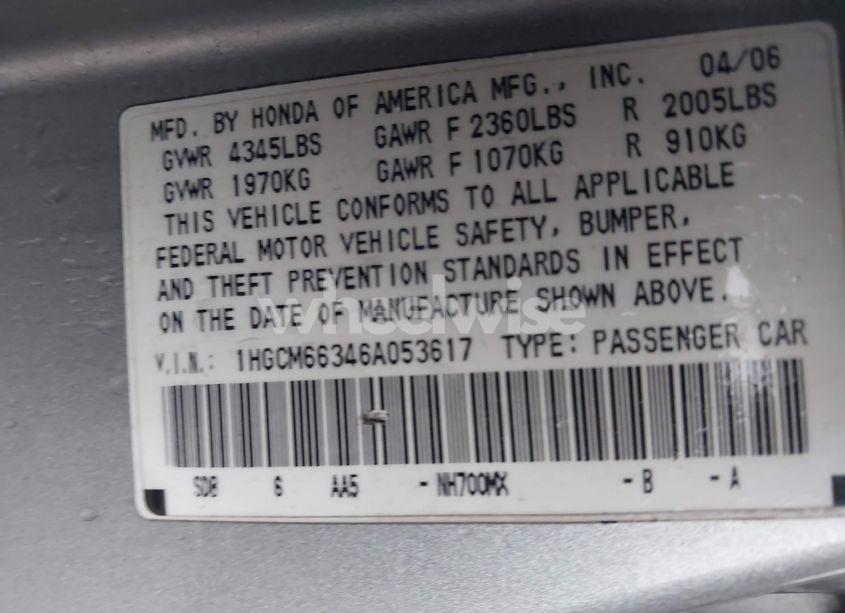 MFD. BY HONDA OF AMERICA MFG., INC. 04/06
GVWR 4345LBS GAWR F 2360LBS R 2005LBS
GVWR 1970KG GAWR F 1070KG R 910KG
THIS VEHICLE CONFORMS TO ALL APPLICABLE
FEDERAL MOTOR VEHICLE SAFETY, BUMPER,
AND THEFT PREVENTION STANDARDS IN EFFECT
ON THE DATE OF MANUFACTURE SHOWN ABOVE.
wheelwise
V.I.N.: 1HGCM66346A053617 TYPE: PASSENGER CAR
SDB 6 AA5 - NH700MX - B - A